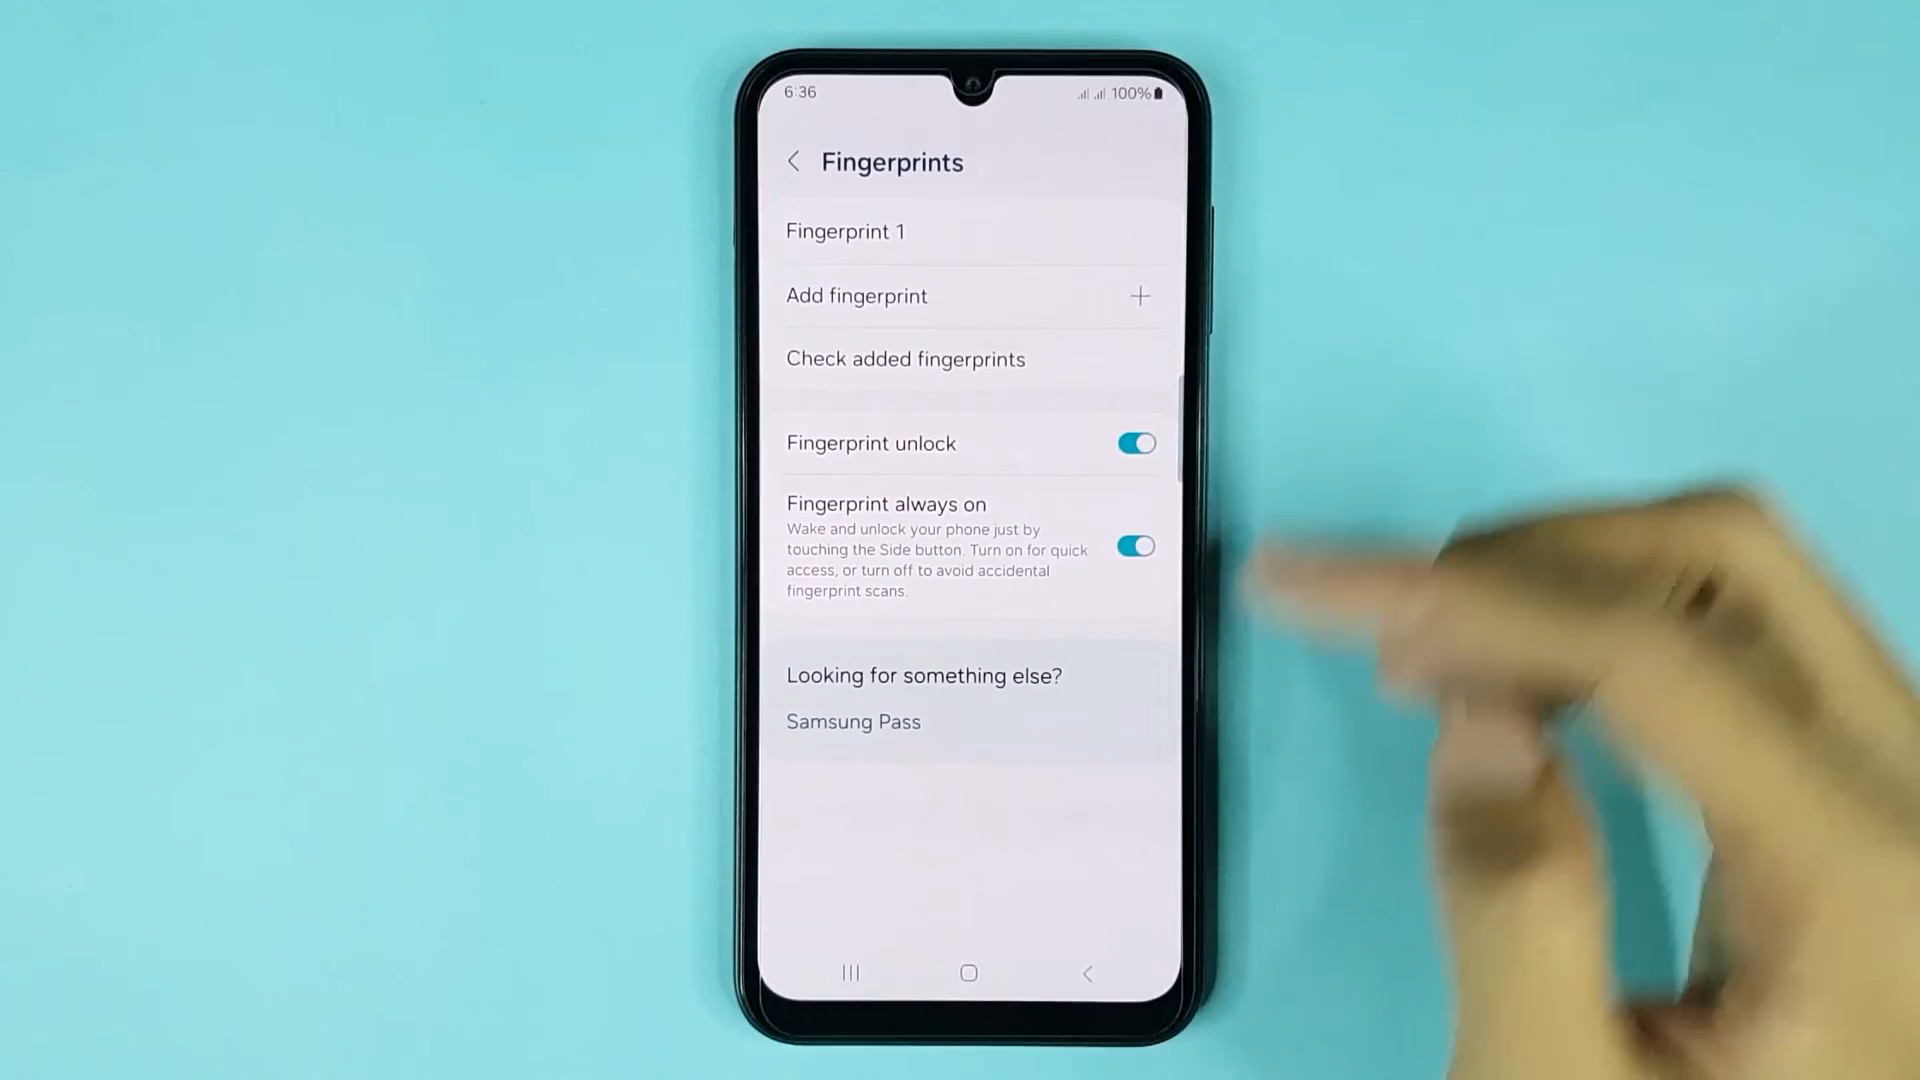 6:36
100%
Fingerprints
Fingerprint 1
Add fingerprint
Check added fingerprints
Fingerprint unlock
Fingerprint always on
Wake and unlock your phone just by
touching the Side button. Turn on for quick
access, or turn off to avoid accidental
fingerprint scans.
Looking for something else?
Samsung Pass